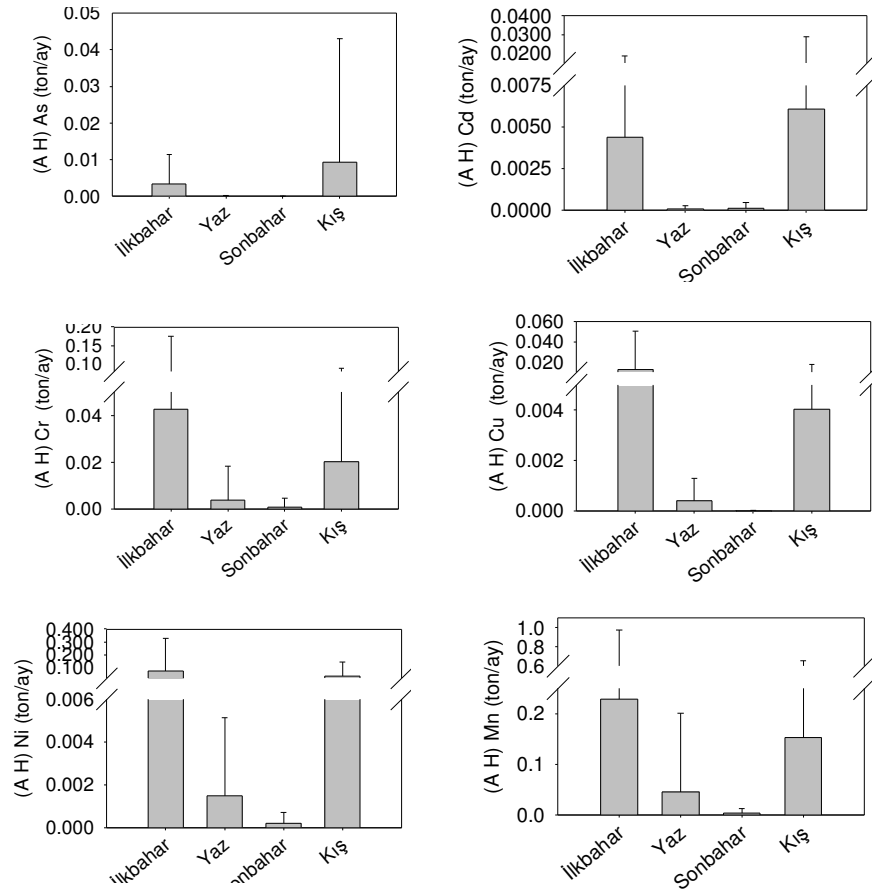 0.05
0.04
0.03
0.02
0.01
0.00
(A H) As (ton/ay)
İlkbahar
Yaz
Sonbahar
Kış
0.0400
0.0300
0.0200
0.0075
0.0050
0.0025
0.0000
(A H) Cd (ton/ay)
İlkbahar
Yaz
Sonbahar
Kış
0.20
0.15
0.10
0.04
0.02
0.00
(A H) Cr (ton/ay)
İlkbahar
Yaz
Sonbahar
Kış
0.060
0.040
0.020
0.004
0.002
0.000
(A H) Cu (ton/ay)
İlkbahar
Yaz
Sonbahar
Kış
0.400
0.300
0.200
0.100
0.006
0.004
0.002
0.000
(A H) Ni (ton/ay)
İlkbahar
Yaz
onbahar
Kış
1.0
0.8
0.6
0.2
0.1
0.0
(A H) Mn (ton/ay)
İlkbahar
Yaz
Sonbahar
Kış